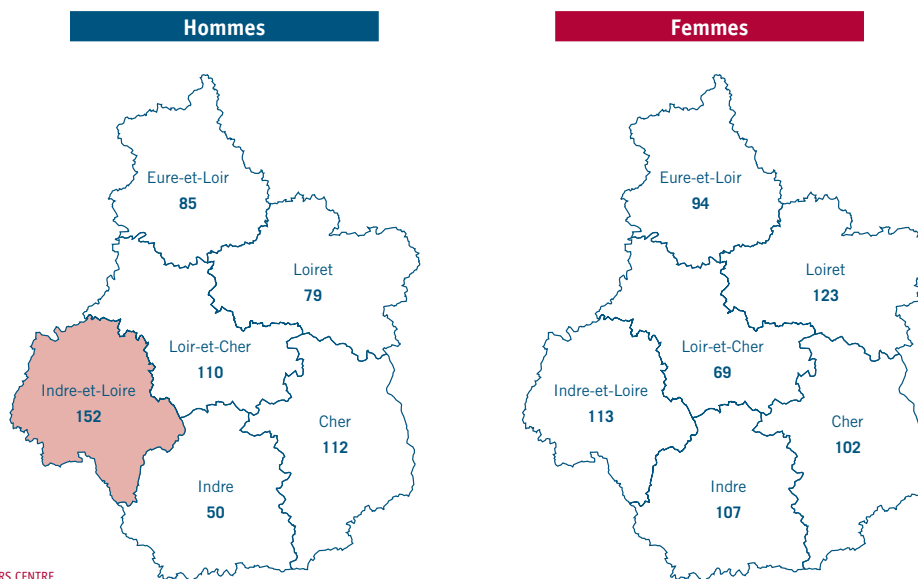 Hommes
Eure-et-Loir
85
Loiret
79
Loir-et-Cher
110
Indre-et-Loire
152
Cher
112
Indre
50
Femmes
Eure-et-Loir
94
Loiret
123
Loir-et-Cher
69
Indre-et-Loire
113
Cher
102
Indre
107
RS CENTRE